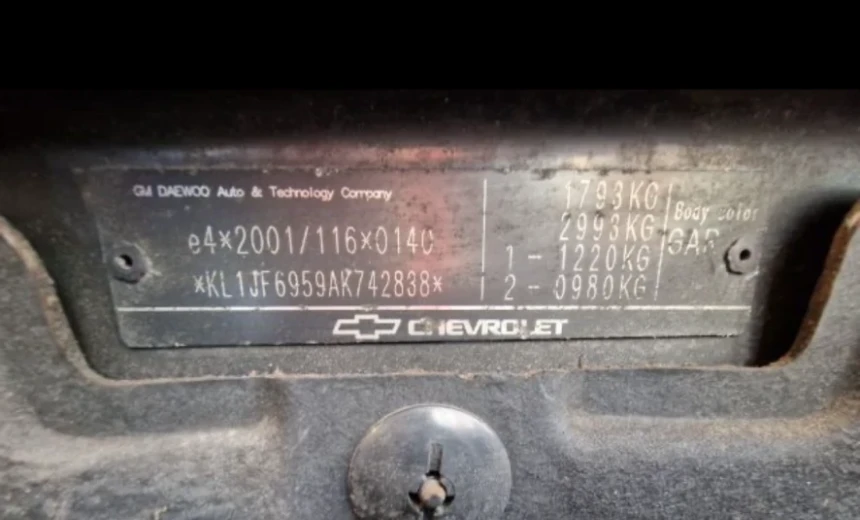 GM DAEWOO Auto & Technology Company
e4*2001/116*0140
*KL1JF6959AK742838*
1793KG
2993KG
1 - 1220KG
2 - 0980KG
Body color
GAR
CHEVROLET